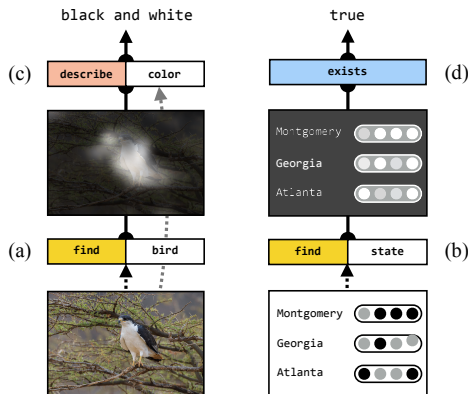 black and white
true
(c)
describe color
exists
(d)
Montgomery
Georgia
Atlanta
(a)
find bird
find state
(b)
Montgomery
Georgia
Atlanta